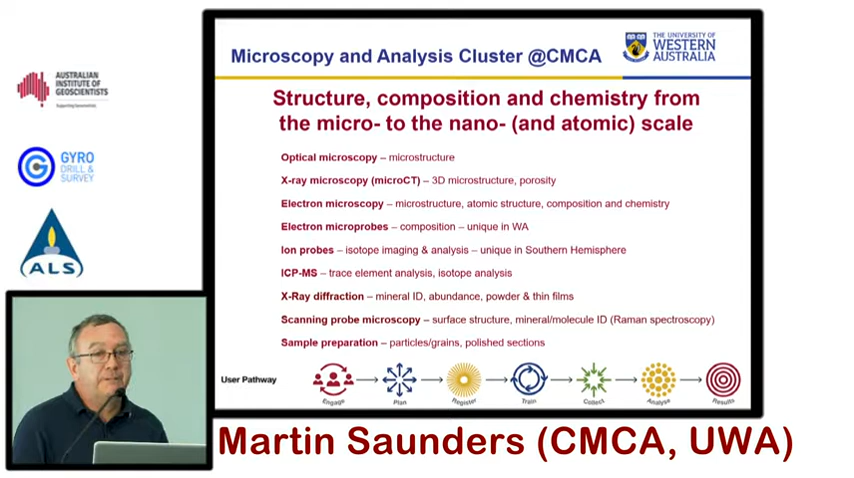 AUSTRALIAN
INSTITUTE OF
GEOSCIENTISTS
Supporting Geoscientists
GYRO
DRILL &
SURVEY
ALS
Microscopy and Analysis Cluster @CMCA
THE UNIVERSITY OF
WESTERN
AUSTRALIA
Structure, composition and chemistry from
the micro- to the nano- (and atomic) scale
Optical microscopy – microstructure
X-ray microscopy (microCT) – 3D microstructure, porosity
Electron microscopy – microstructure, atomic structure, composition and chemistry
Electron microprobes – composition – unique in WA
Ion probes – isotope imaging & analysis – unique in Southern Hemisphere
ICP-MS – trace element analysis, isotope analysis
X-Ray diffraction – mineral ID, abundance, powder & thin films
Scanning probe microscopy – surface structure, mineral/molecule ID (Raman spectroscopy)
Sample preparation – particles/grains, polished sections
User Pathway
Engage
Plan
Register
Train
Collect
Analyse
Results
Martin Saunders (CMCA, UWA)